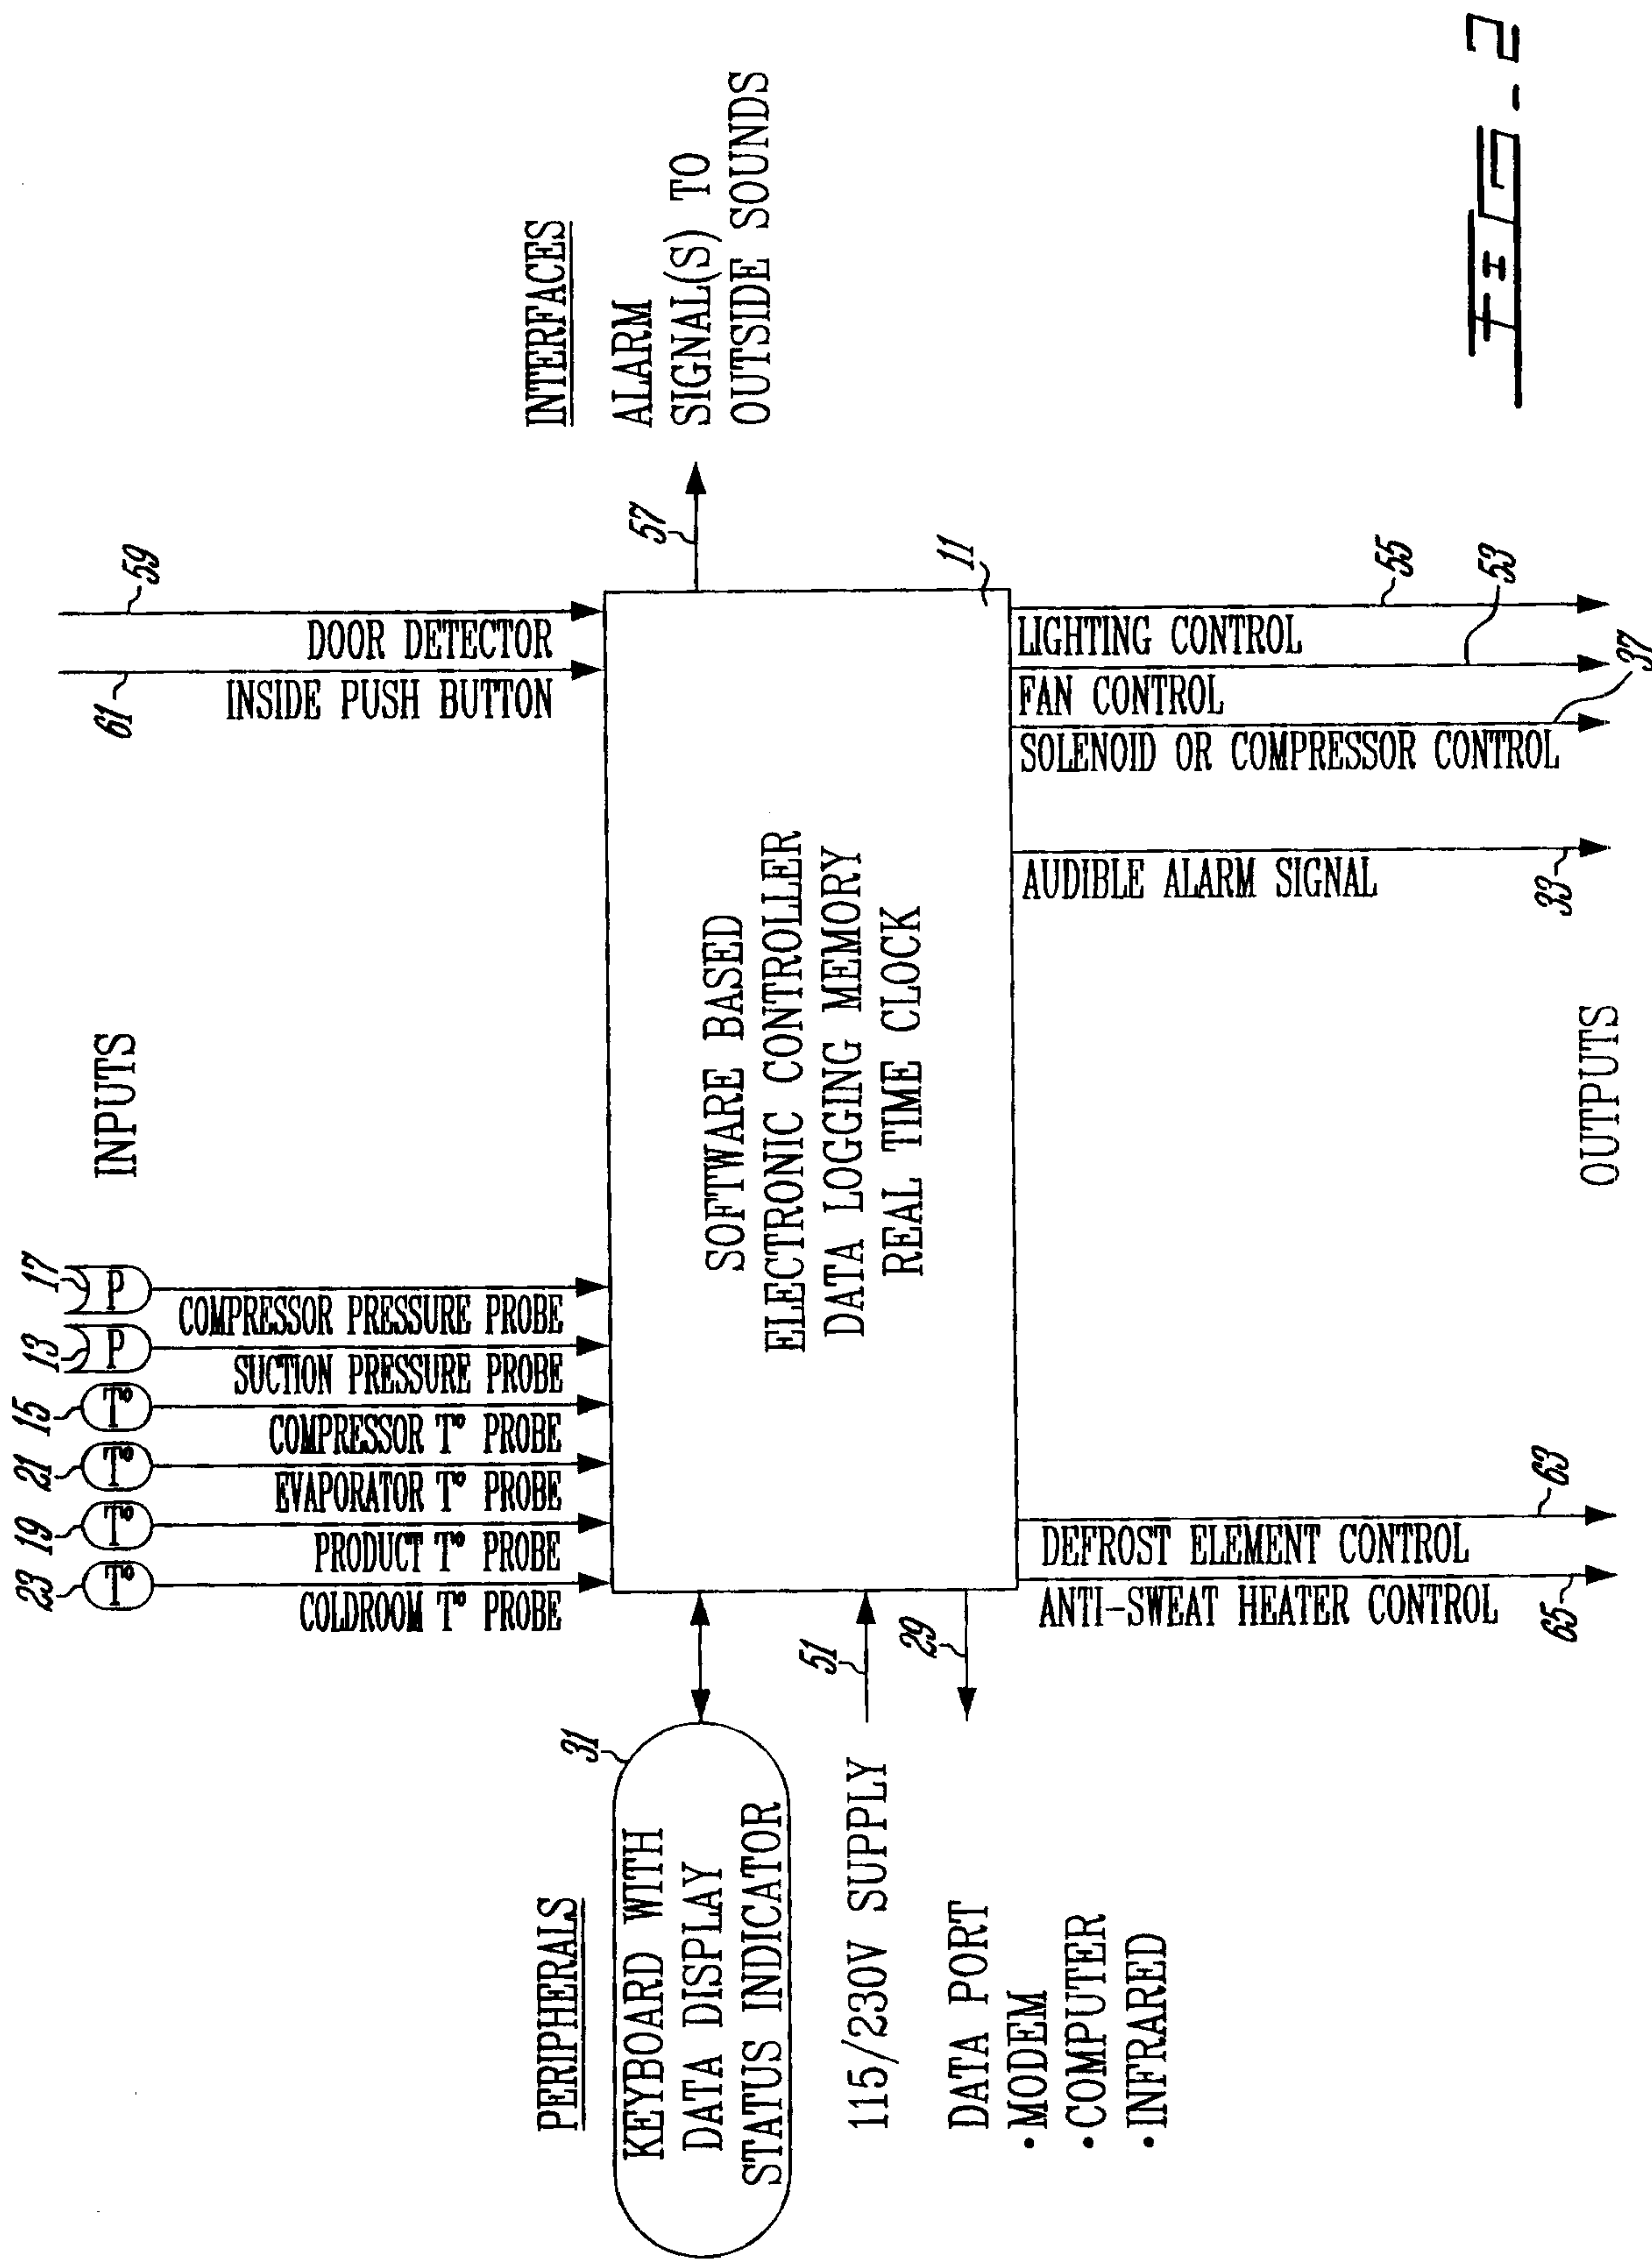 INPUTS
23
T°
COLDROOM T° PROBE
19
T°
PRODUCT T° PROBE
21
T°
EVAPORATOR T° PROBE
15
T°
COMPRESSOR T° PROBE
13
P
SUCTION PRESSURE PROBE
17
P
COMPRESSOR PRESSURE PROBE
61
INSIDE PUSH BUTTON
59
DOOR DETECTOR
PERIPHERALS
31
KEYBOARD WITH
DATA DISPLAY
STATUS INDICATOR
51
115/230V SUPPLY
29
DATA PORT
•MODEM
•COMPUTER
•INFRARED
SOFTWARE BASED
ELECTRONIC CONTROLLER
DATA LOGGING MEMORY
REAL TIME CLOCK
11
INTERFACES
57
ALARM
SIGNAL(S) TO
OUTSIDE SOUNDS
65
ANTI-SWEAT HEATER CONTROL
63
DEFROST ELEMENT CONTROL
33
AUDIBLE ALARM SIGNAL
37
SOLENOID OR COMPRESSOR CONTROL
53
FAN CONTROL
55
LIGHTING CONTROL
OUTPUTS
FIG-2